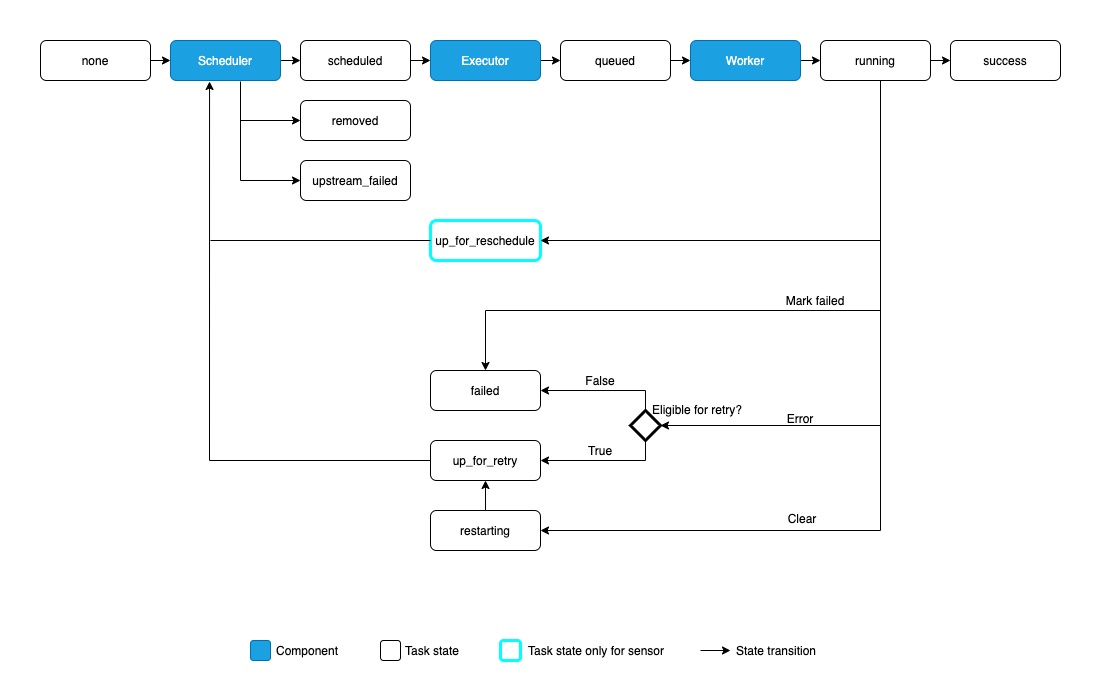 none
Scheduler
scheduled
Executor
queued
Worker
running
success
removed
upstream_failed
up_for_reschedule
Mark failed
failed
False
Eligible for retry?
Error
True
up_for_retry
Clear
restarting
Component
Task state
Task state only for sensor
State transition